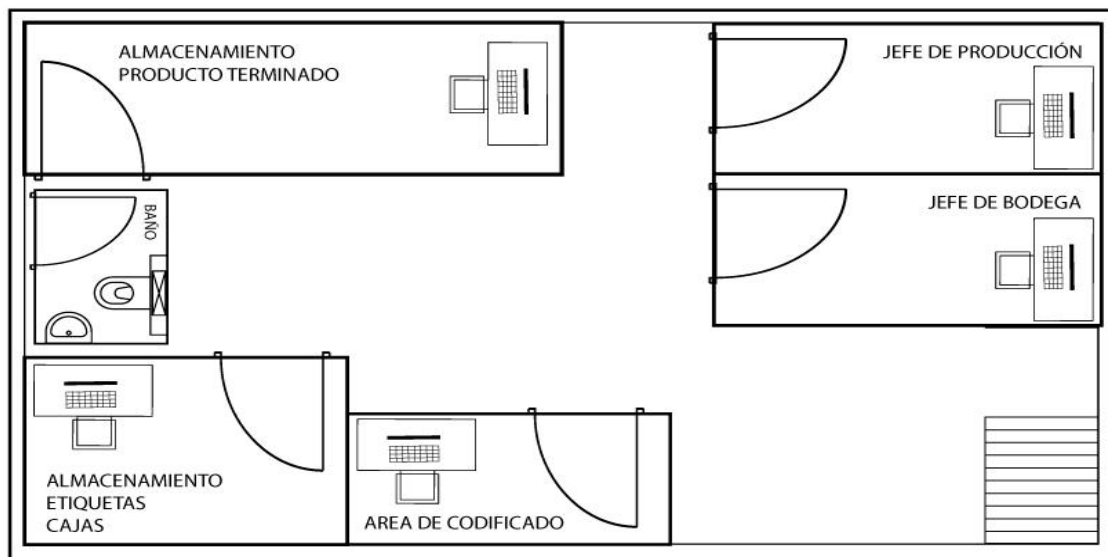 ALMACENAMIENTO
PRODUCTO TERMINADO
JEFE DE PRODUCCIÓN
BAÑO
JEFE DE BODEGA
ALMACENAMIENTO
ETIQUETAS
CAJAS
AREA DE CODIFICADO